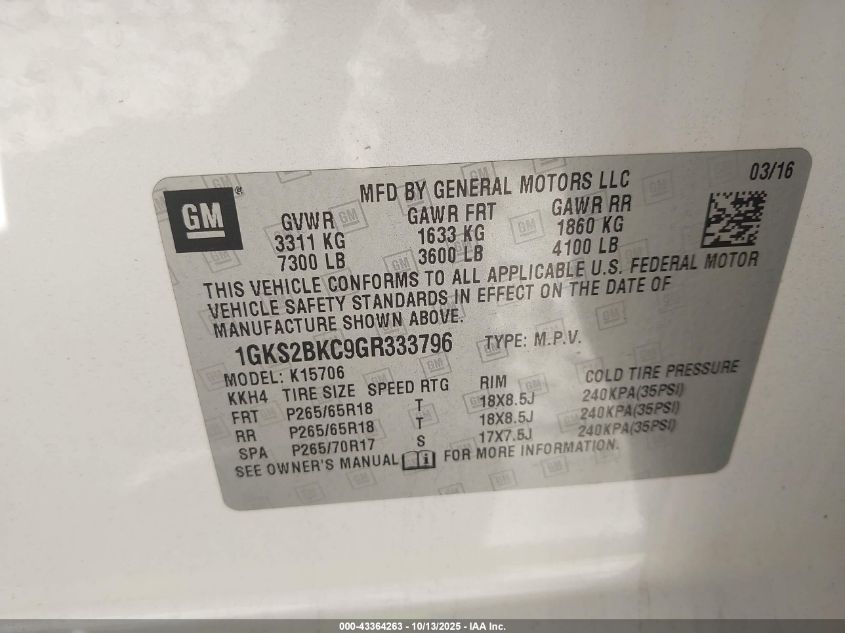 03/16
GM®
MFD BY GENERAL MOTORS LLC
GVWR GAWR FRT GAWR RR
3311 KG 1633 KG 1860 KG
7300 LB 3600 LB 4100 LB
THIS VEHICLE CONFORMS TO ALL APPLICABLE U.S. FEDERAL MOTOR
VEHICLE SAFETY STANDARDS IN EFFECT ON THE DATE OF
MANUFACTURE SHOWN ABOVE.
1GKS2BKC9GR333796 TYPE: M.P.V.
MODEL: K15706
KKH4 TIRE SIZE SPEED RTG RIM COLD TIRE PRESSURE
FRT P265/65R18 T 18X8.5J 240KPA(35PSI)
RR P265/65R18 T 18X8.5J 240KPA(35PSI)
SPA P265/70R17 S 17X7.5J 240KPA(35PSI)
SEE OWNER'S MANUAL i FOR MORE INFORMATION.
000-43364263 - 10/13/2025 - IAA Inc.